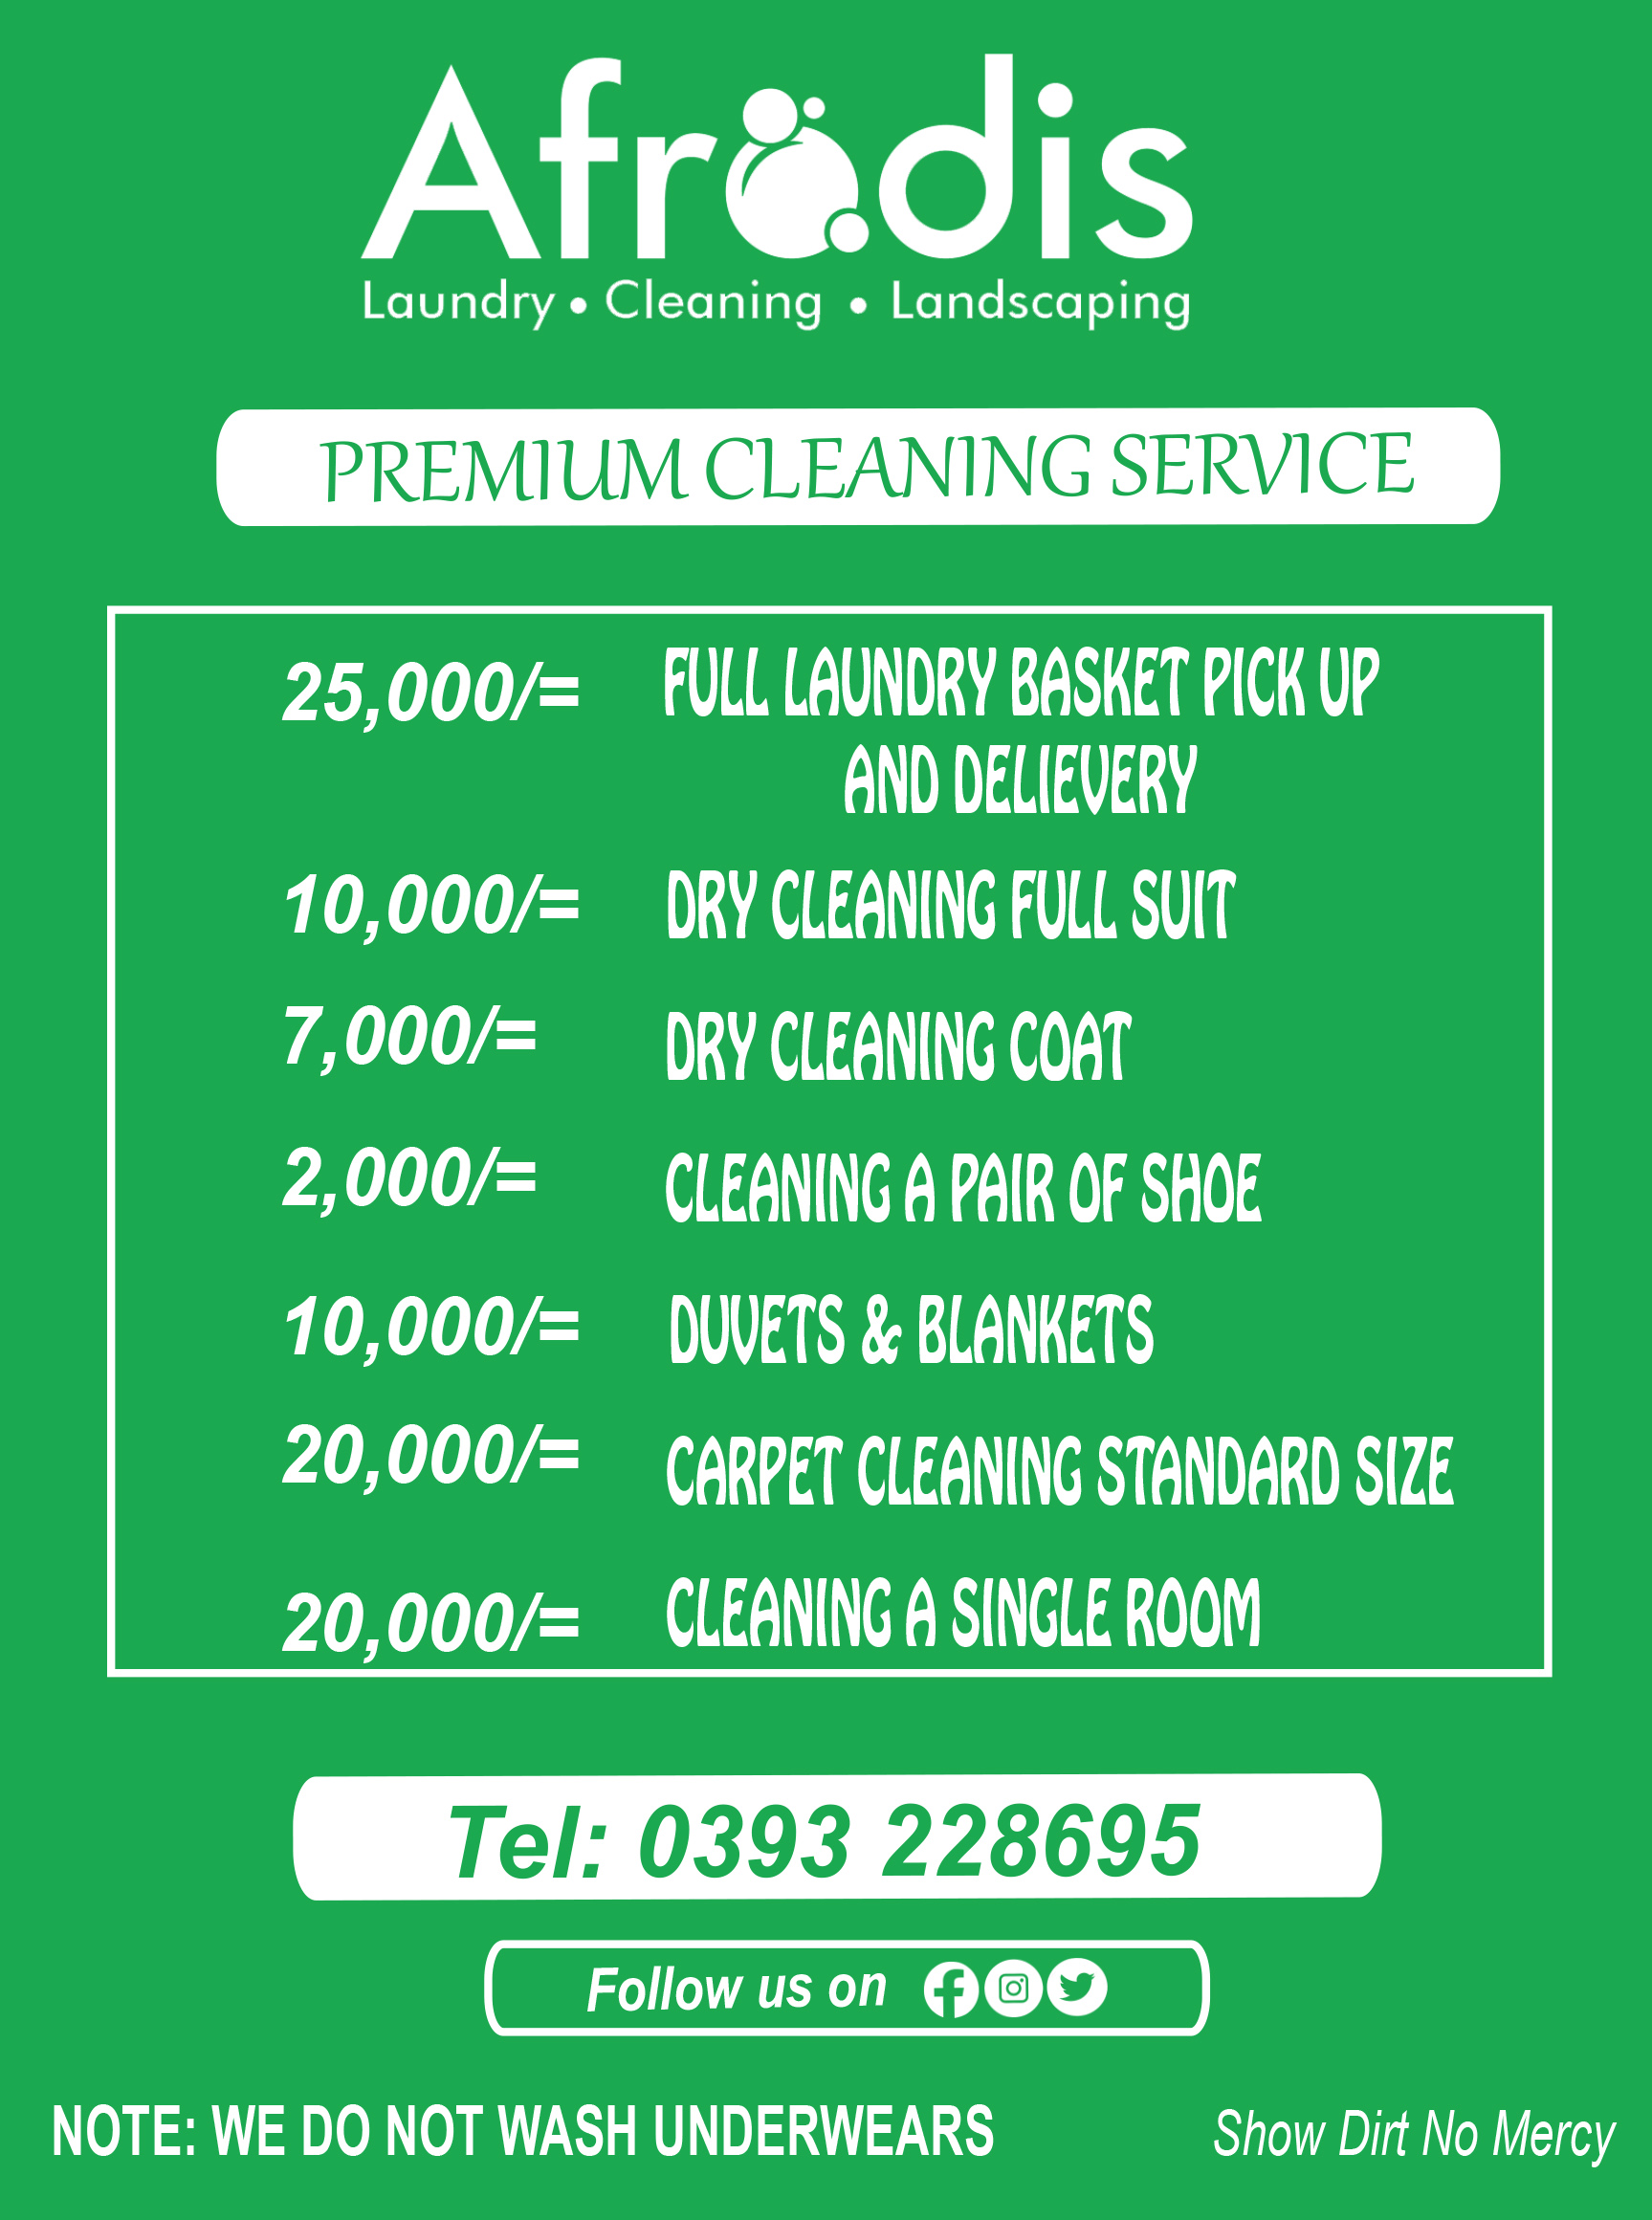 Afradis
Laundry • Cleaning • Landscaping
PREMIUM CLEANING SERVICE
25,000/= FULL LAUNDRY BASKET PICK UP
AND DELIEVERY
10,000/= DRY CLEANING FULL SUIT
7,000/= DRY CLEANING COAT
2,000/= CLEANING A PAIR OF SHOE
10,000/= DUVETS & BLANKETS
20,000/= CARPET CLEANING STANDARD SIZE
20,000/= CLEANING A SINGLE ROOM
Tel: 0393 228695
Follow us on
NOTE: WE DO NOT WASH UNDERWEARS
Show Dirt No Mercy